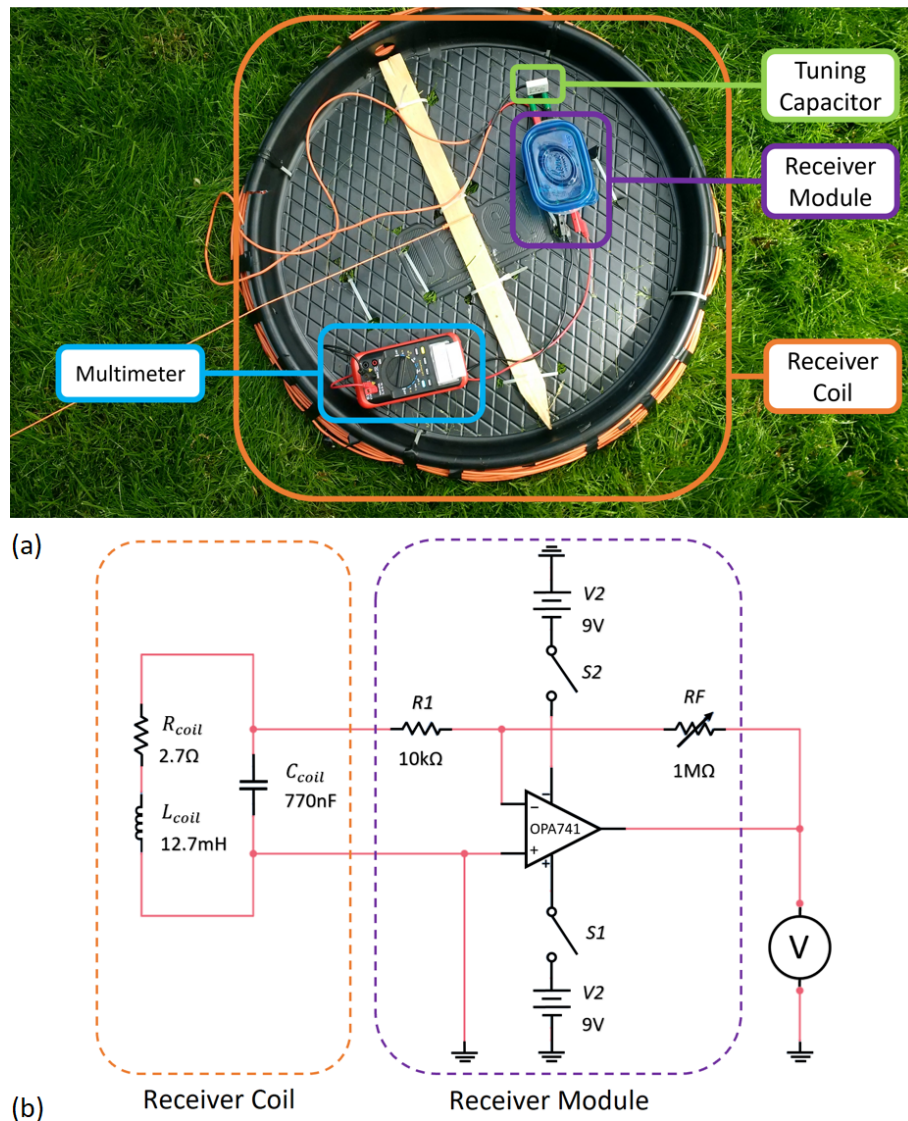 Tuning
Capacitor
Receiver
Module
Multimeter
Receiver
Coil
(a)
V2
9V
S2
R1
10kΩ
RF
1MΩ
R_coil
2.7Ω
C_coil
770nF
L_coil
12.7mH
−
−
OPA741
+
+
S1
V
V2
9V
Receiver Coil
Receiver Module
(b)